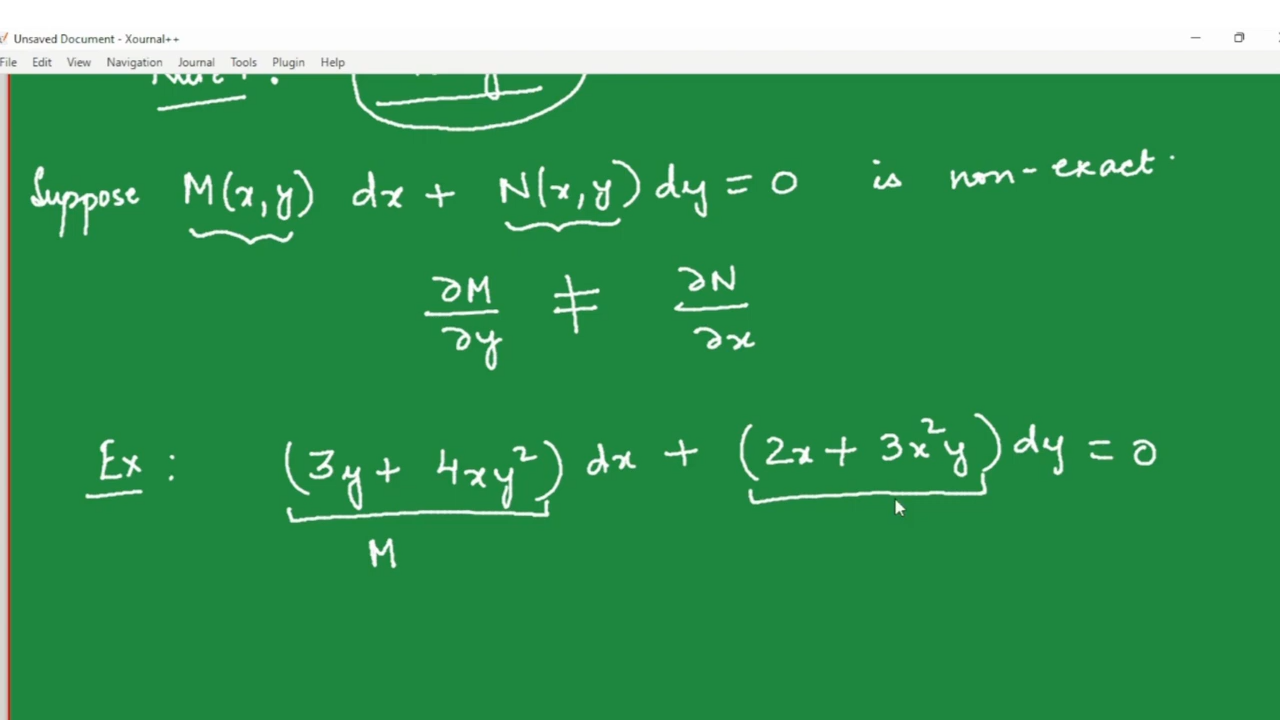 Unsaved Document - Xournal++
File Edit View Navigation Journal Tools Plugin Help
Suppose M(x,y) dx + N(x,y) dy = 0 is non-exact.
∂M/∂y ≠ ∂N/∂x
Ex : (3y + 4xy²) dx + (2x + 3x²y) dy = 0
M